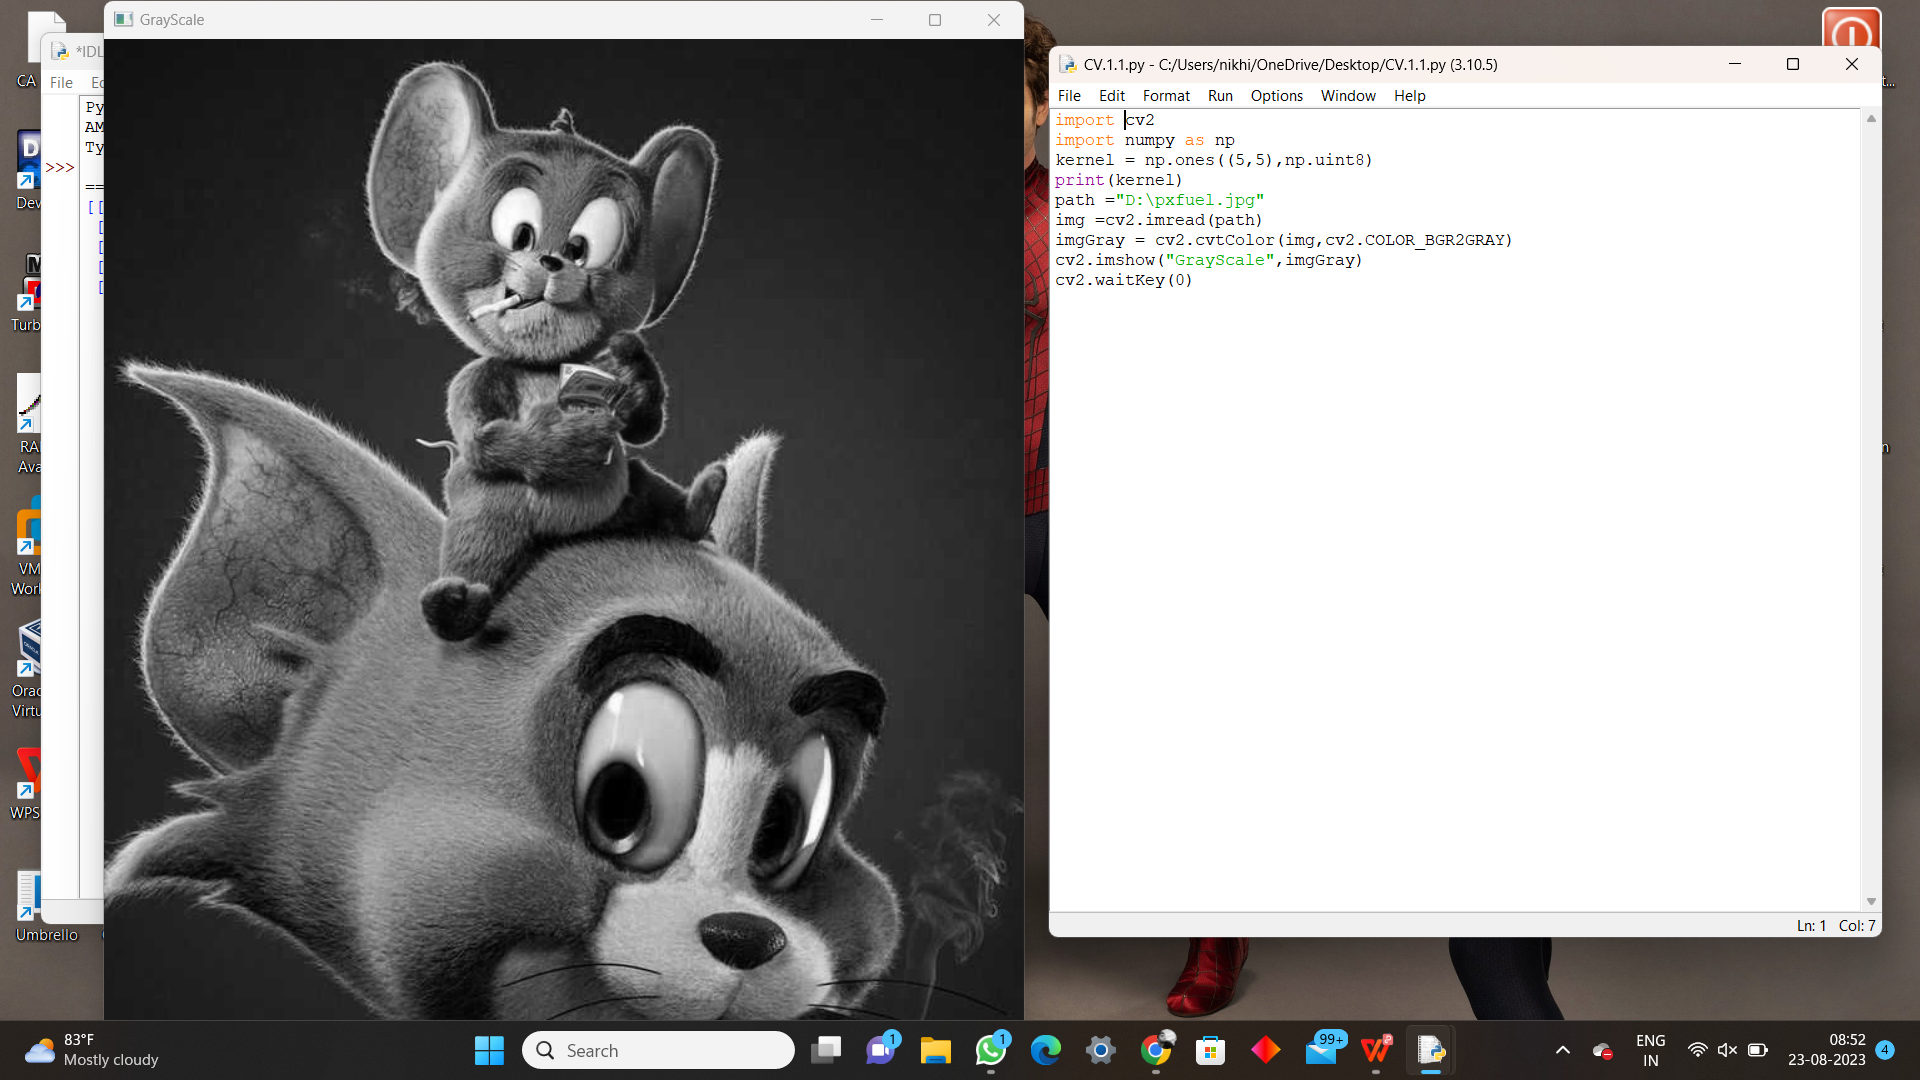 GrayScale
CA
*IDL
File Ed
Py
AM
Ty
>>>
==
[[
[
[
[
[
Dev
Turb
RA
Ava
VM
Work
Orac
Virtu
WPS
Umbrello
CV.1.1.py - C:/Users/nikhi/OneDrive/Desktop/CV.1.1.py (3.10.5)
File Edit Format Run Options Window Help
import cv2
import numpy as np
kernel = np.ones((5,5),np.uint8)
print(kernel)
path ="D:\pxfuel.jpg"
img =cv2.imread(path)
imgGray = cv2.cvtColor(img,cv2.COLOR_BGR2GRAY)
cv2.imshow("GrayScale",imgGray)
cv2.waitKey(0)
Ln: 1 Col: 7
83°F
Mostly cloudy
Search
1
1
99+
ENG
IN
08:52
23-08-2023
4